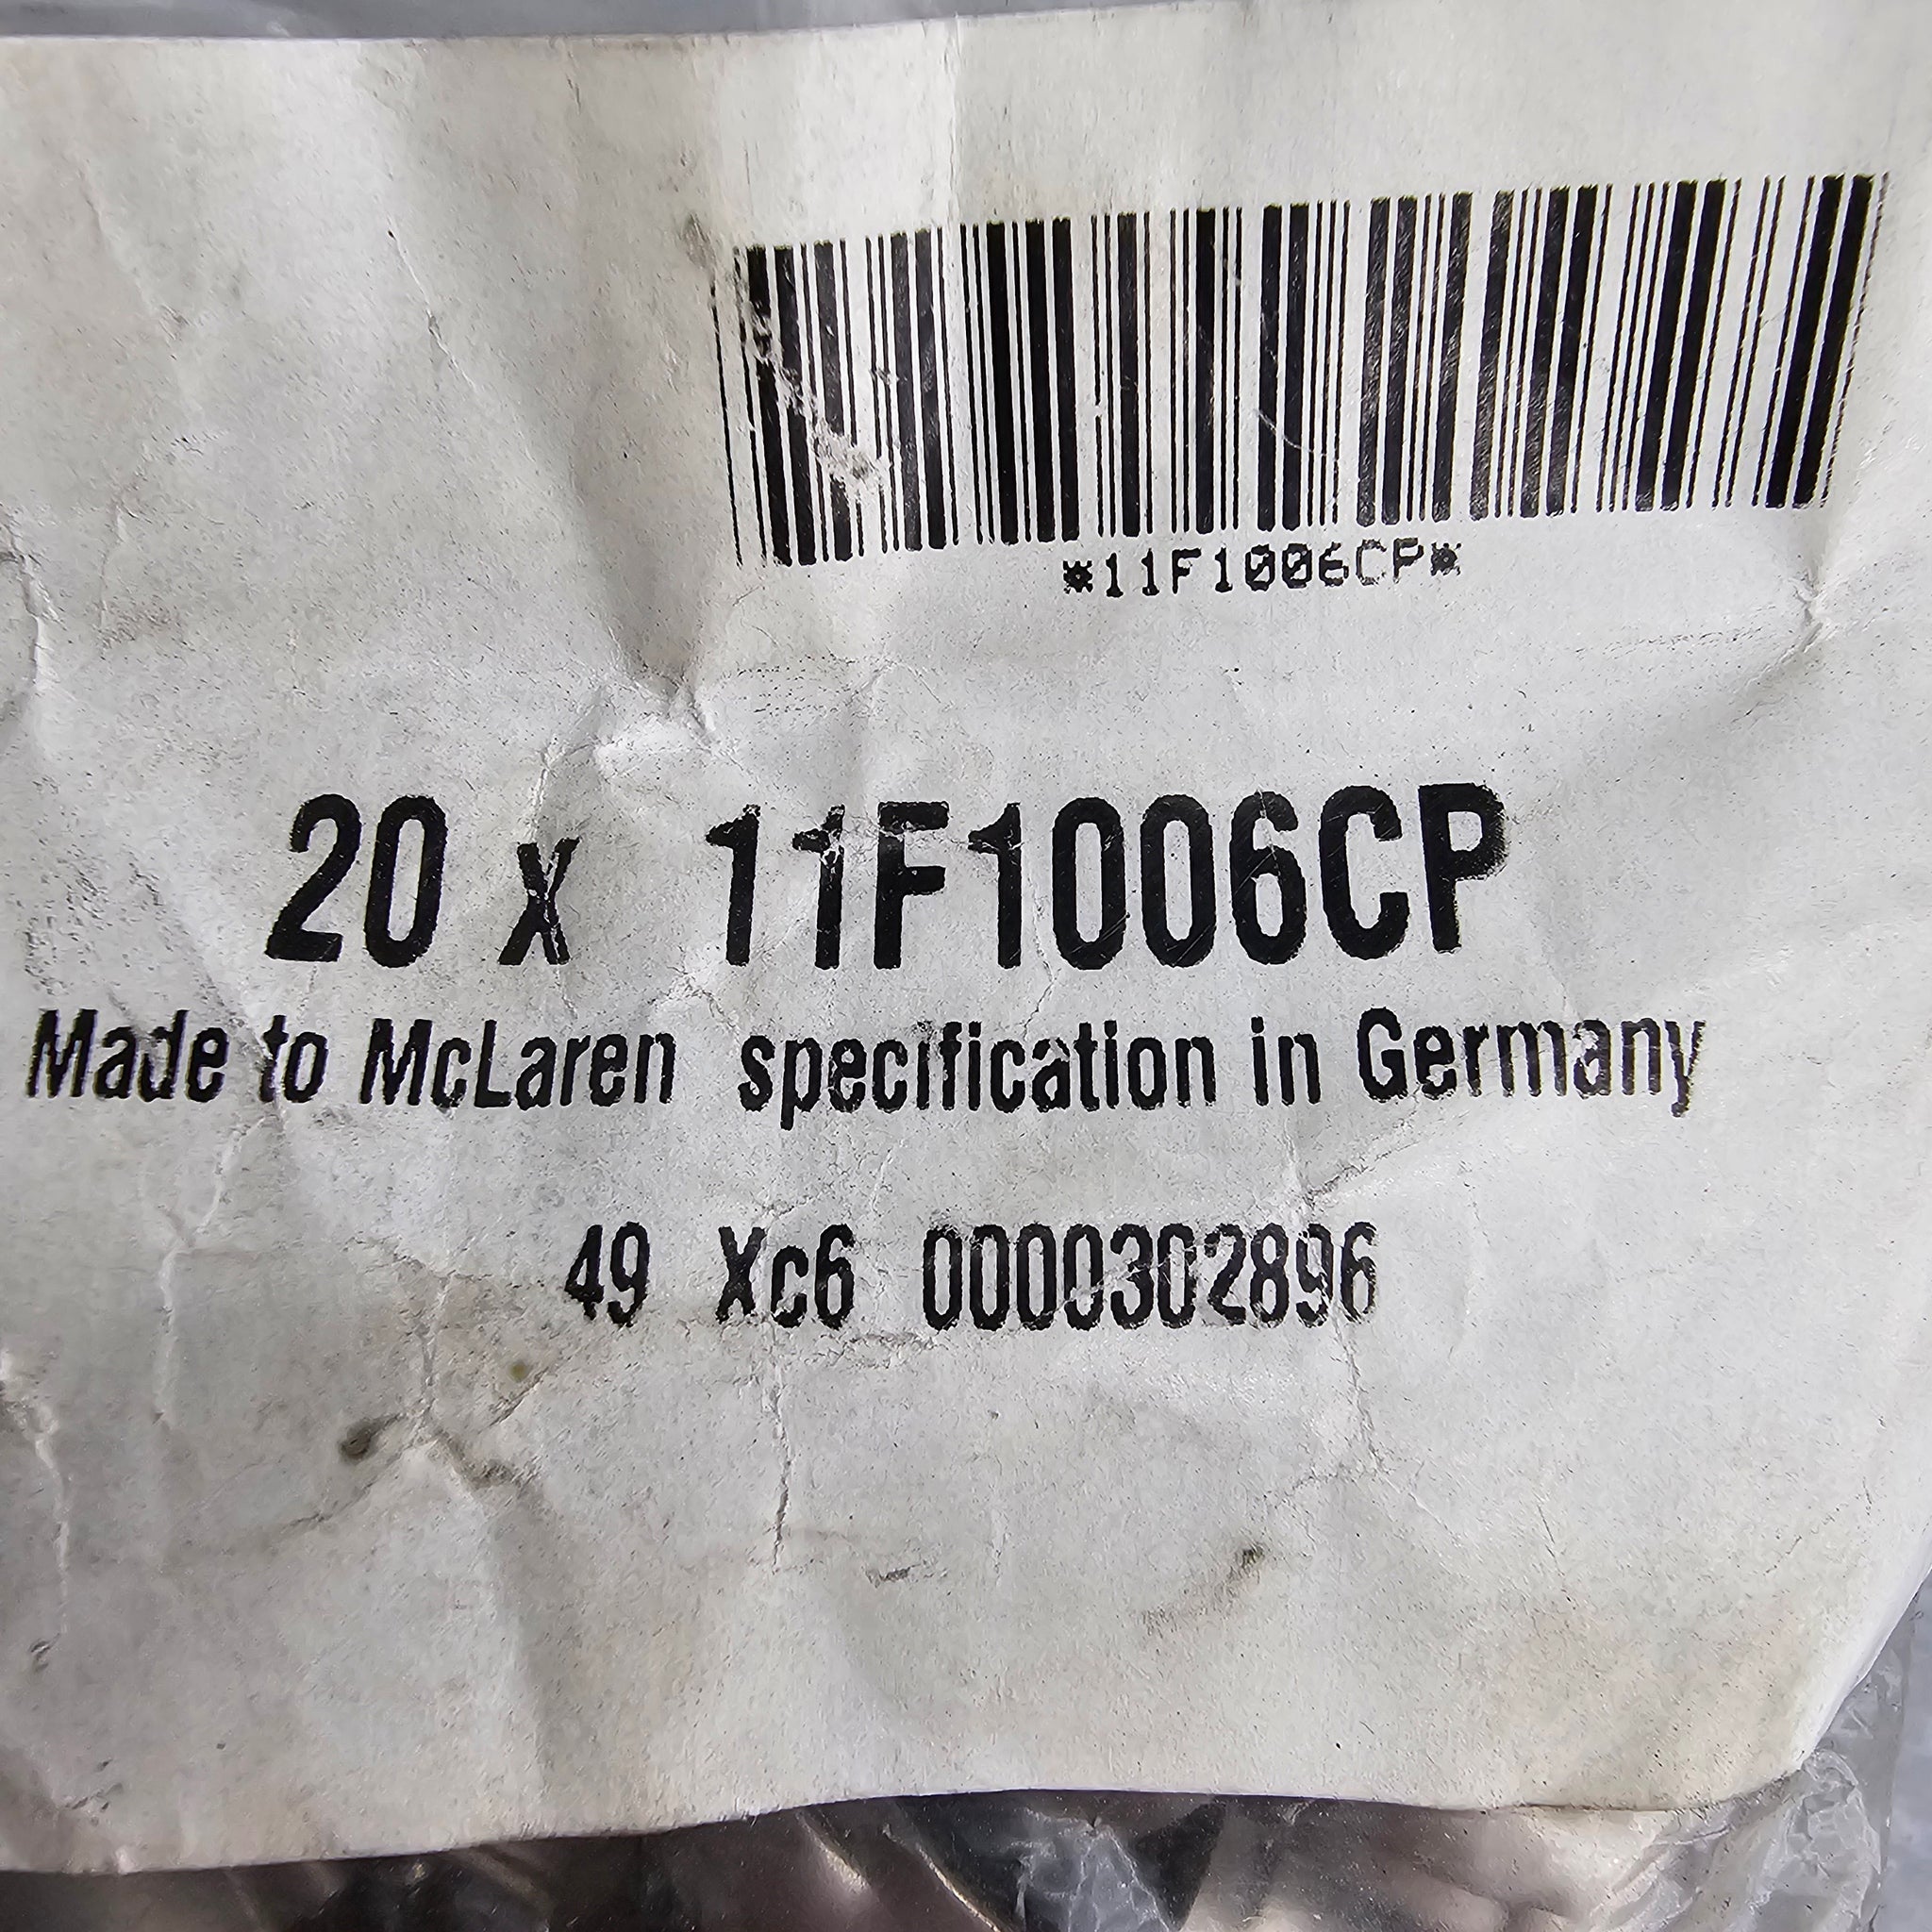 *11F1006CP*
20 x 11F1006CP
Made to McLaren specification in Germany
49 Xc6 0000302896